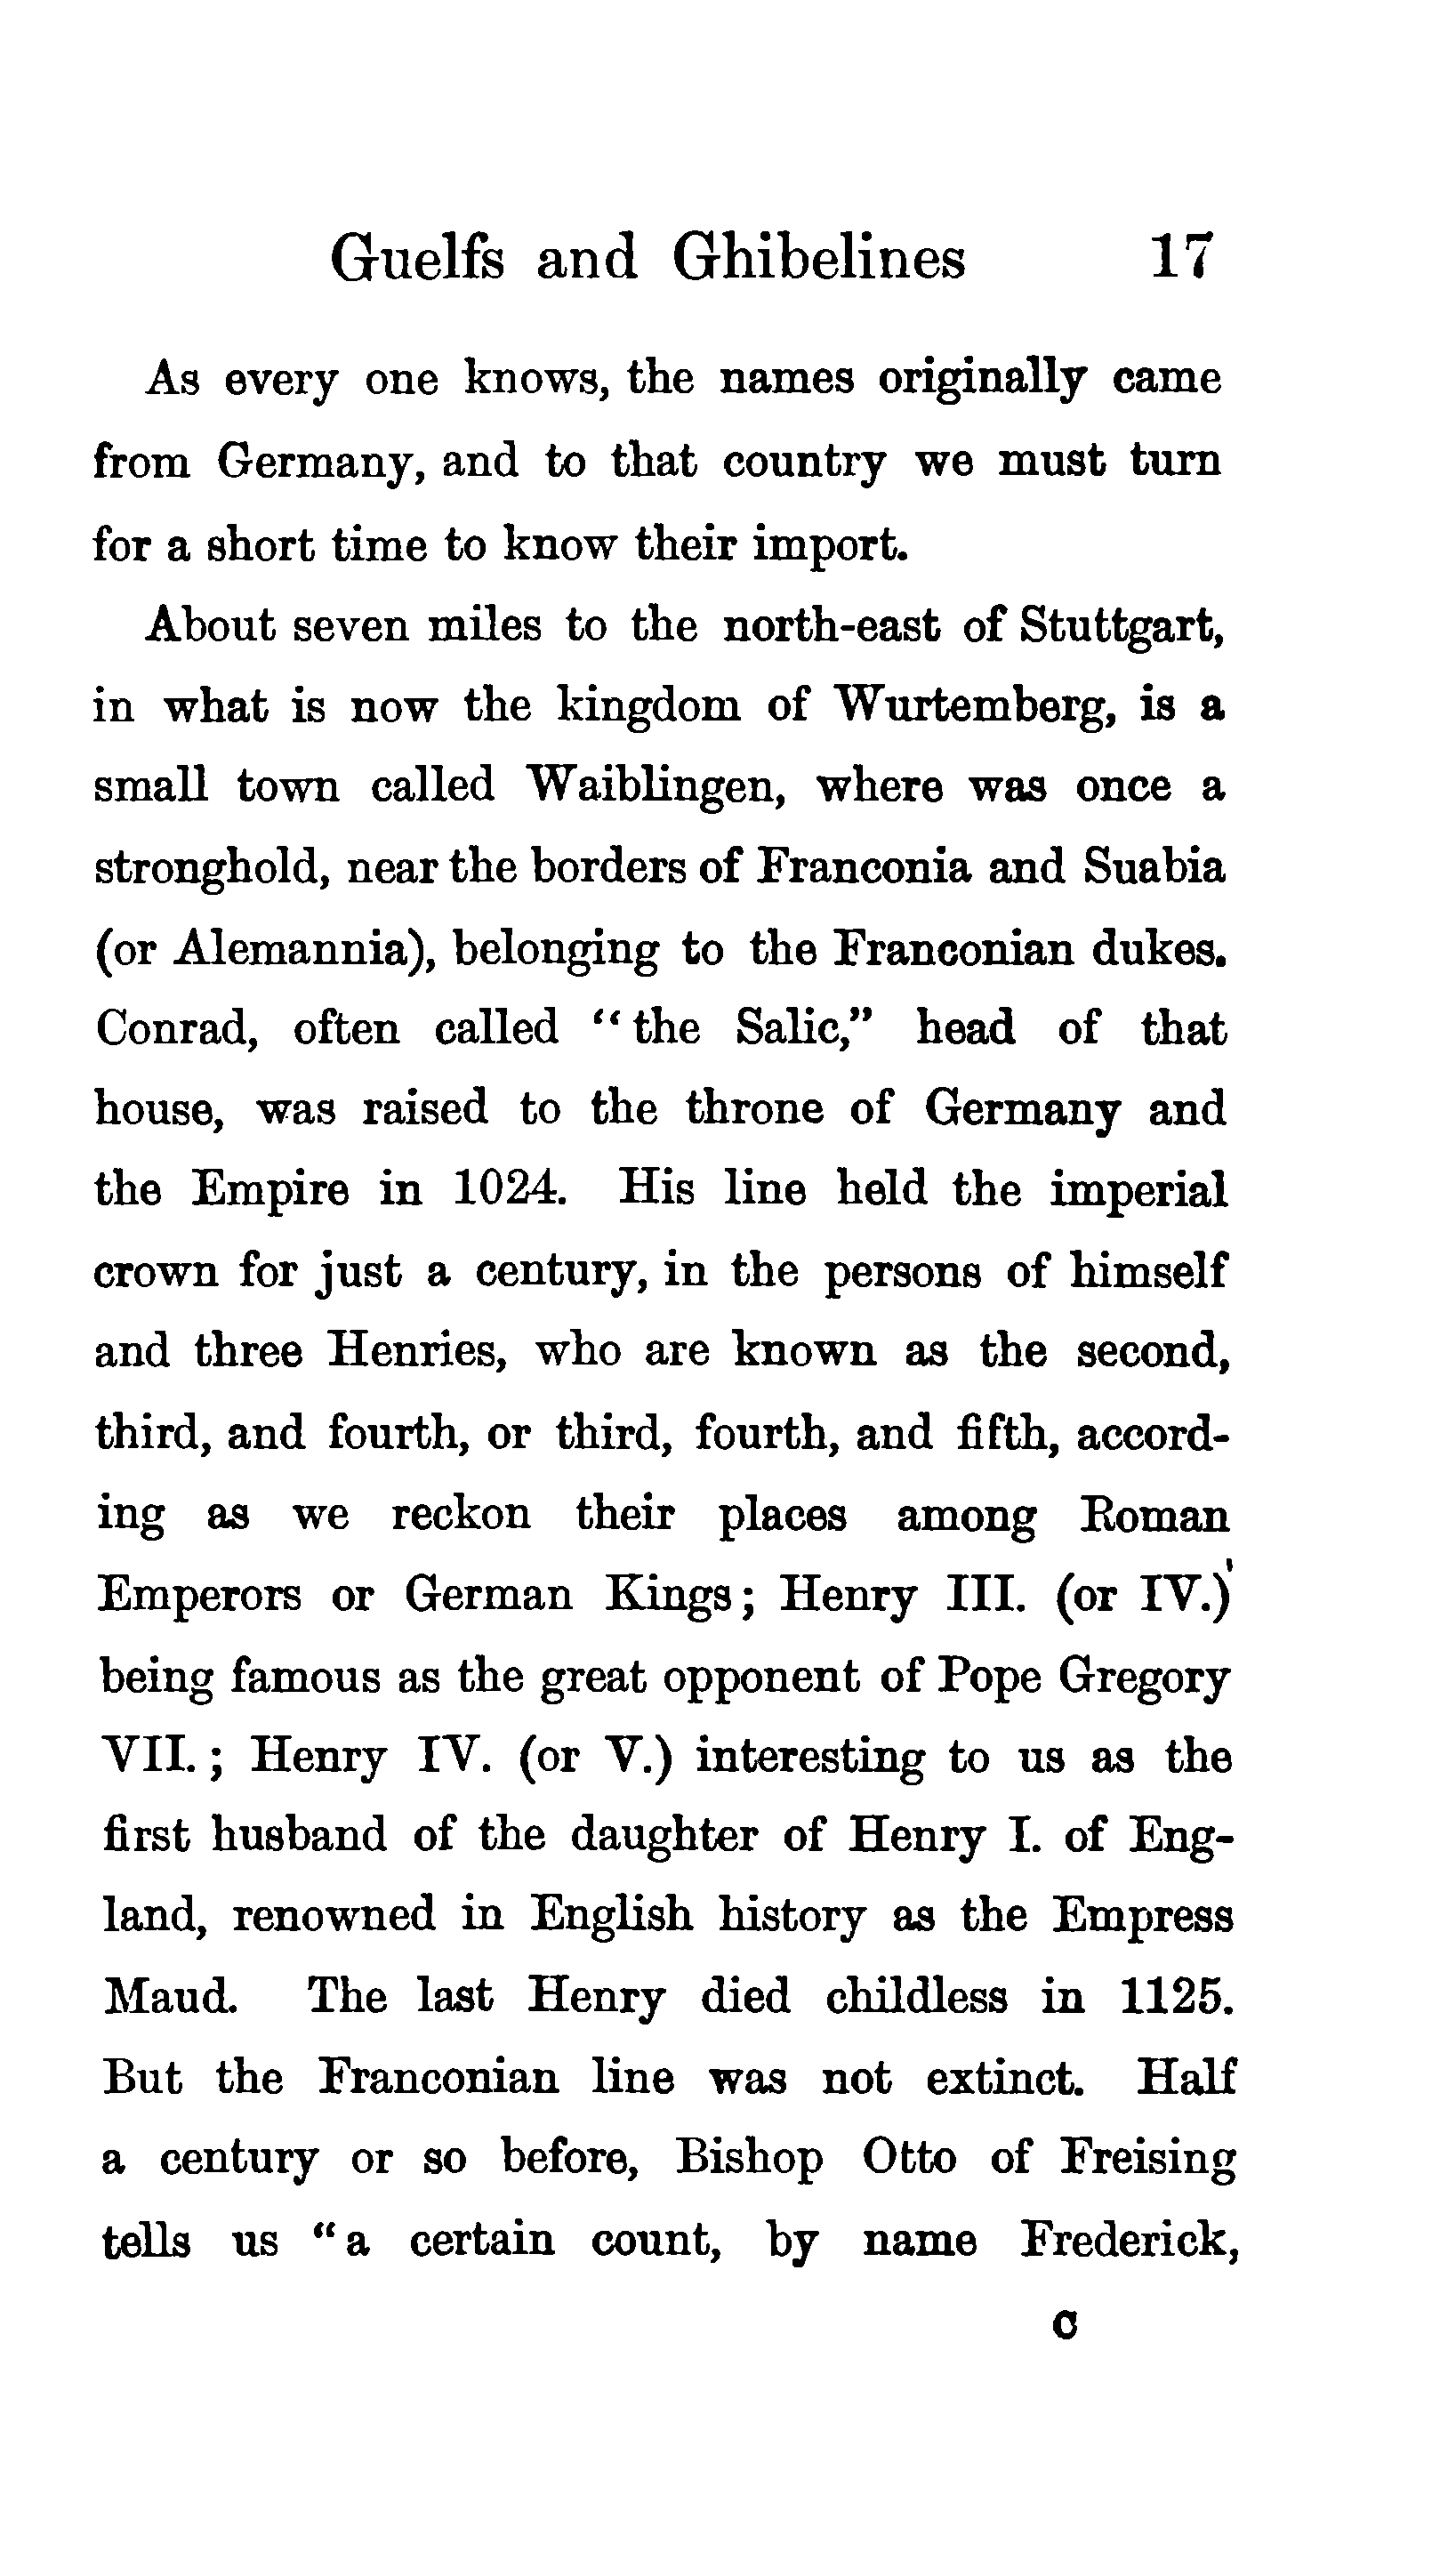 Guelfs and Ghibelines 17
As every one knows, the names originally came
from Germany, and to that country we must turn
for a short time to know their import.
About seven miles to the north-east of Stuttgart,
in what is now the kingdom of Wurtemberg, is a
small town called Waiblingen, where was once a
stronghold, near the borders of Franconia and Suabia
(or Alemannia), belonging to the Franconian dukes.
Conrad, often called “the Salic,” head of that
house, was raised to the throne of Germany and
the Empire in 1024. His line held the imperial
crown for just a century, in the persons of himself
and three Henries, who are known as the second,
third, and fourth, or third, fourth, and fifth, accord-
ing as we reckon their places among Roman
Emperors or German Kings; Henry III. (or IV.)
being famous as the great opponent of Pope Gregory
VII.; Henry IV. (or V.) interesting to us as the
first husband of the daughter of Henry I. of Eng-
land, renowned in English history as the Empress
Maud. The last Henry died childless in 1125.
But the Franconian line was not extinct. Half
a century or so before, Bishop Otto of Freising
tells us “a certain count, by name Frederick,
C